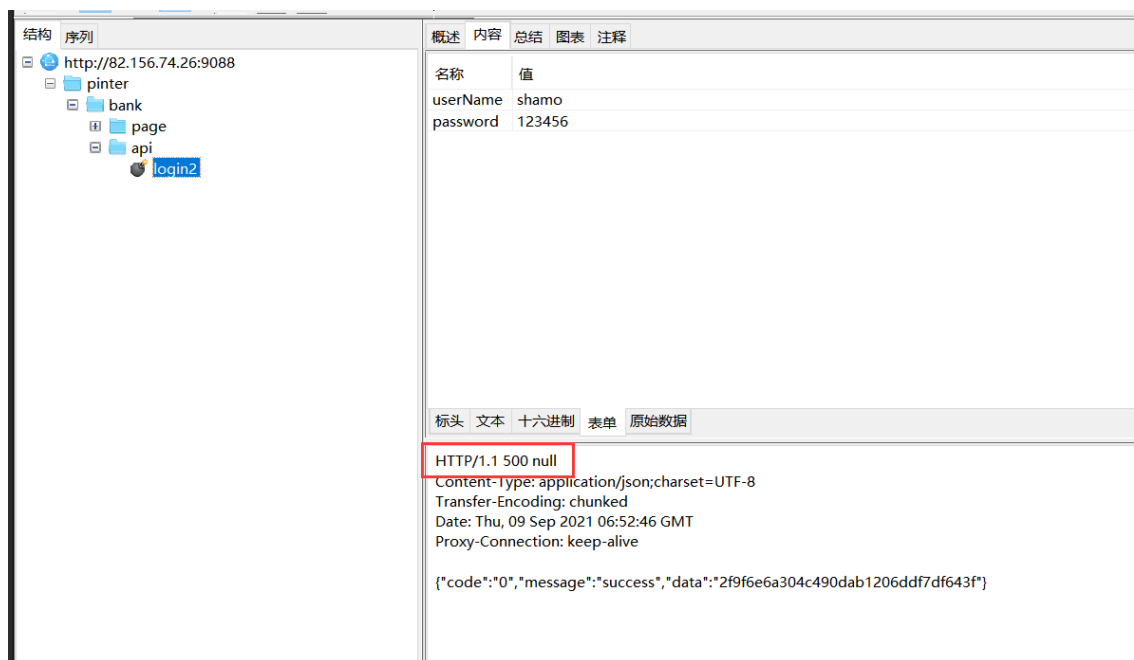 结构 序列
http://82.156.74.26:9088
pinter
bank
page
api
login2
概述 内容 总结 图表 注释
名称 值
userName shamo
password 123456
标头 文本 十六进制 表单 原始数据
HTTP/1.1 500 null
Content-Type: application/json;charset=UTF-8
Transfer-Encoding: chunked
Date: Thu, 09 Sep 2021 06:52:46 GMT
Proxy-Connection: keep-alive
{"code":"0","message":"success","data":"2f9f6e6a304c490dab1206ddf7df643f"}